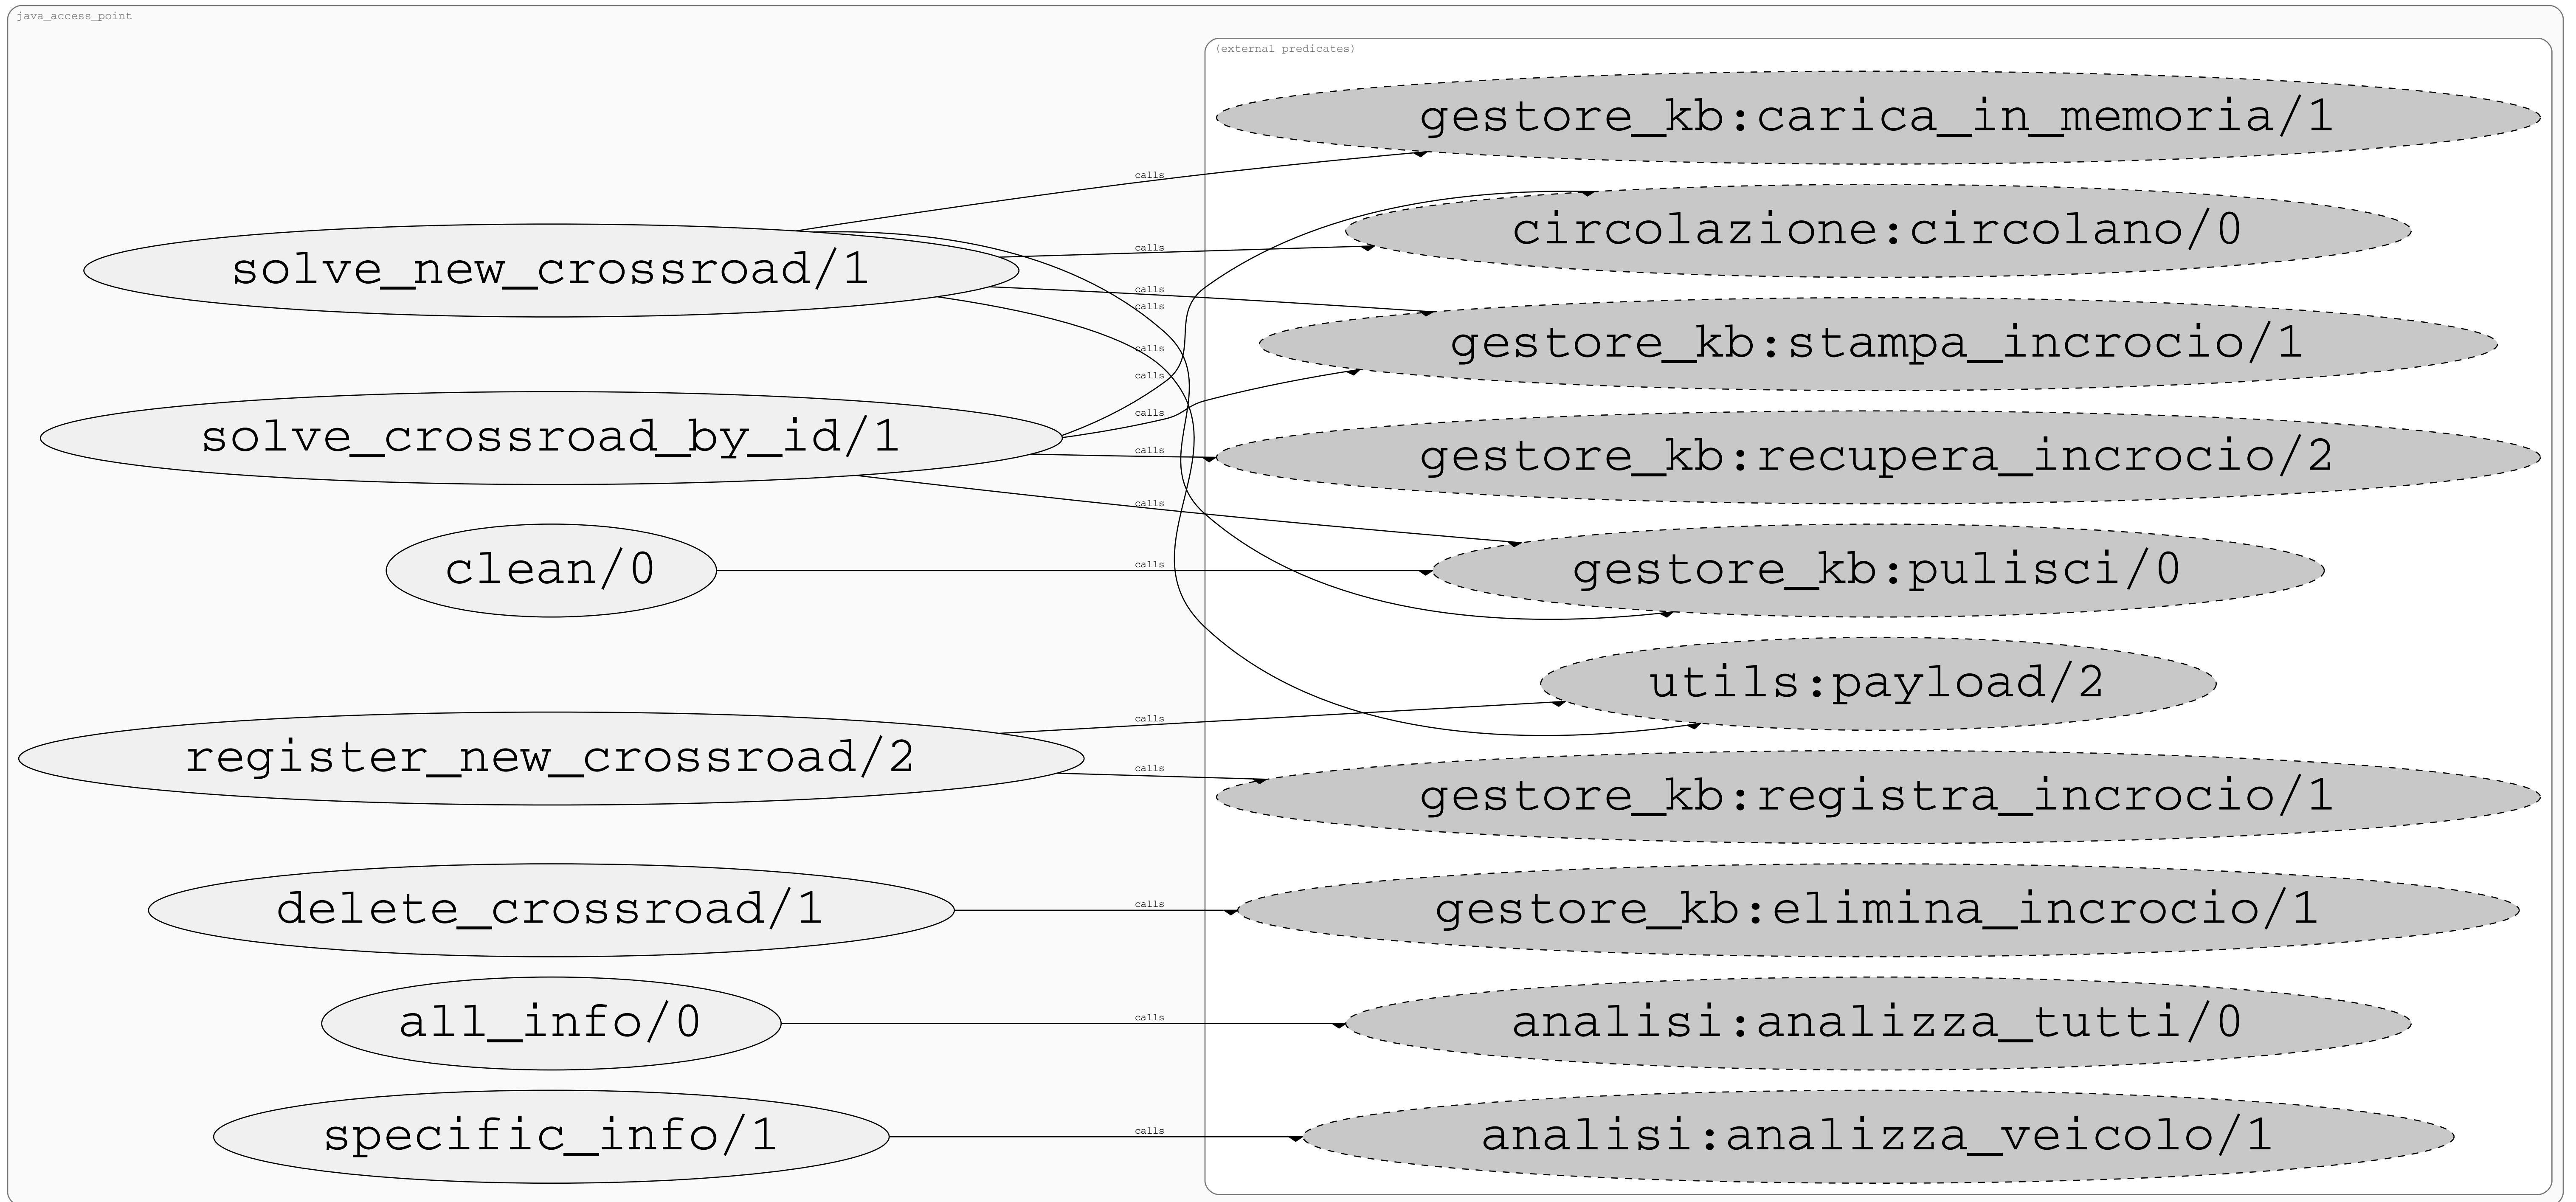 java_access_point
(external predicates)
gestore_kb:carica_in_memoria/1
calls
circolazione:circolano/0
calls
solve_new_crossroad/1
calls
calls
gestore_kb:stampa_incrocio/1
calls
calls
calls
solve_crossroad_by_id/1
calls
gestore_kb:recupera_incrocio/2
calls
clean/0
calls
gestore_kb:pulisci/0
utils:payload/2
calls
register_new_crossroad/2
calls
gestore_kb:registra_incrocio/1
delete_crossroad/1
calls
gestore_kb:elimina_incrocio/1
all_info/0
calls
analisi:analizza_tutti/0
specific_info/1
calls
analisi:analizza_veicolo/1